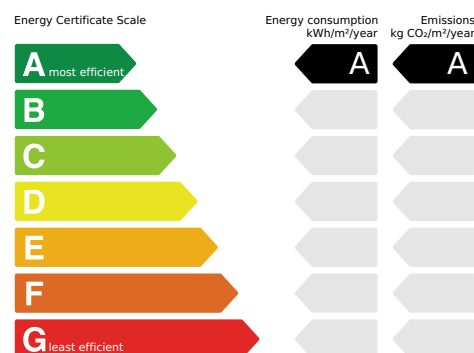 Energy Certificate Scale
Energy consumption
kWh/m²/year
Emissions
kg CO₂/m²/year
A most efficient
A
A
B
C
D
E
F
G least efficient